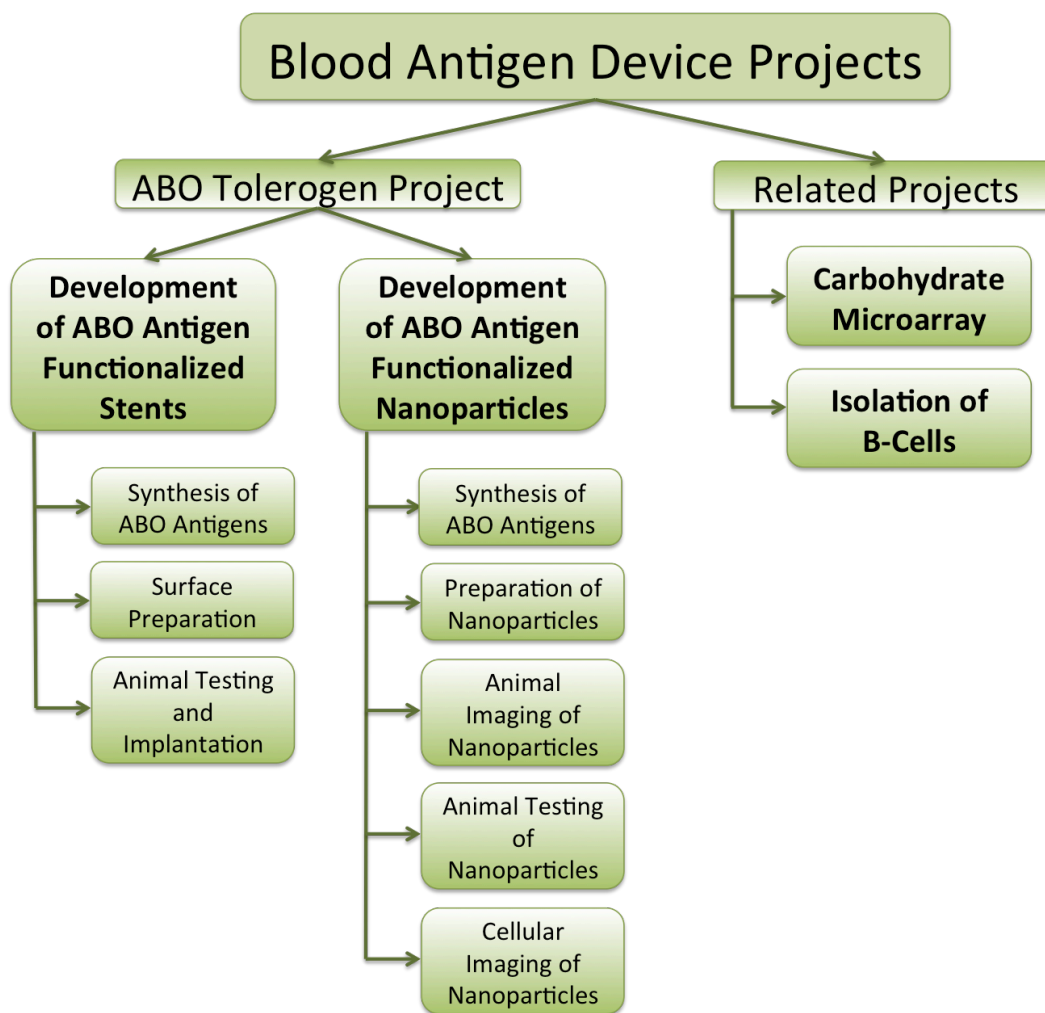 Blood Antigen Device Projects
ABO Tolerogen Project
Related Projects
Development
of ABO Antigen
Functionalized
Stents
Development
of ABO Antigen
Functionalized
Nanoparticles
Carbohydrate
Microarray
Isolation of
B-Cells
Synthesis of
ABO Antigens
Surface
Preparation
Animal Testing
and
Implantation
Synthesis of
ABO Antigens
Preparation of
Nanoparticles
Animal
Imaging of
Nanoparticles
Animal Testing
of
Nanoparticles
Cellular
Imaging of
Nanoparticles